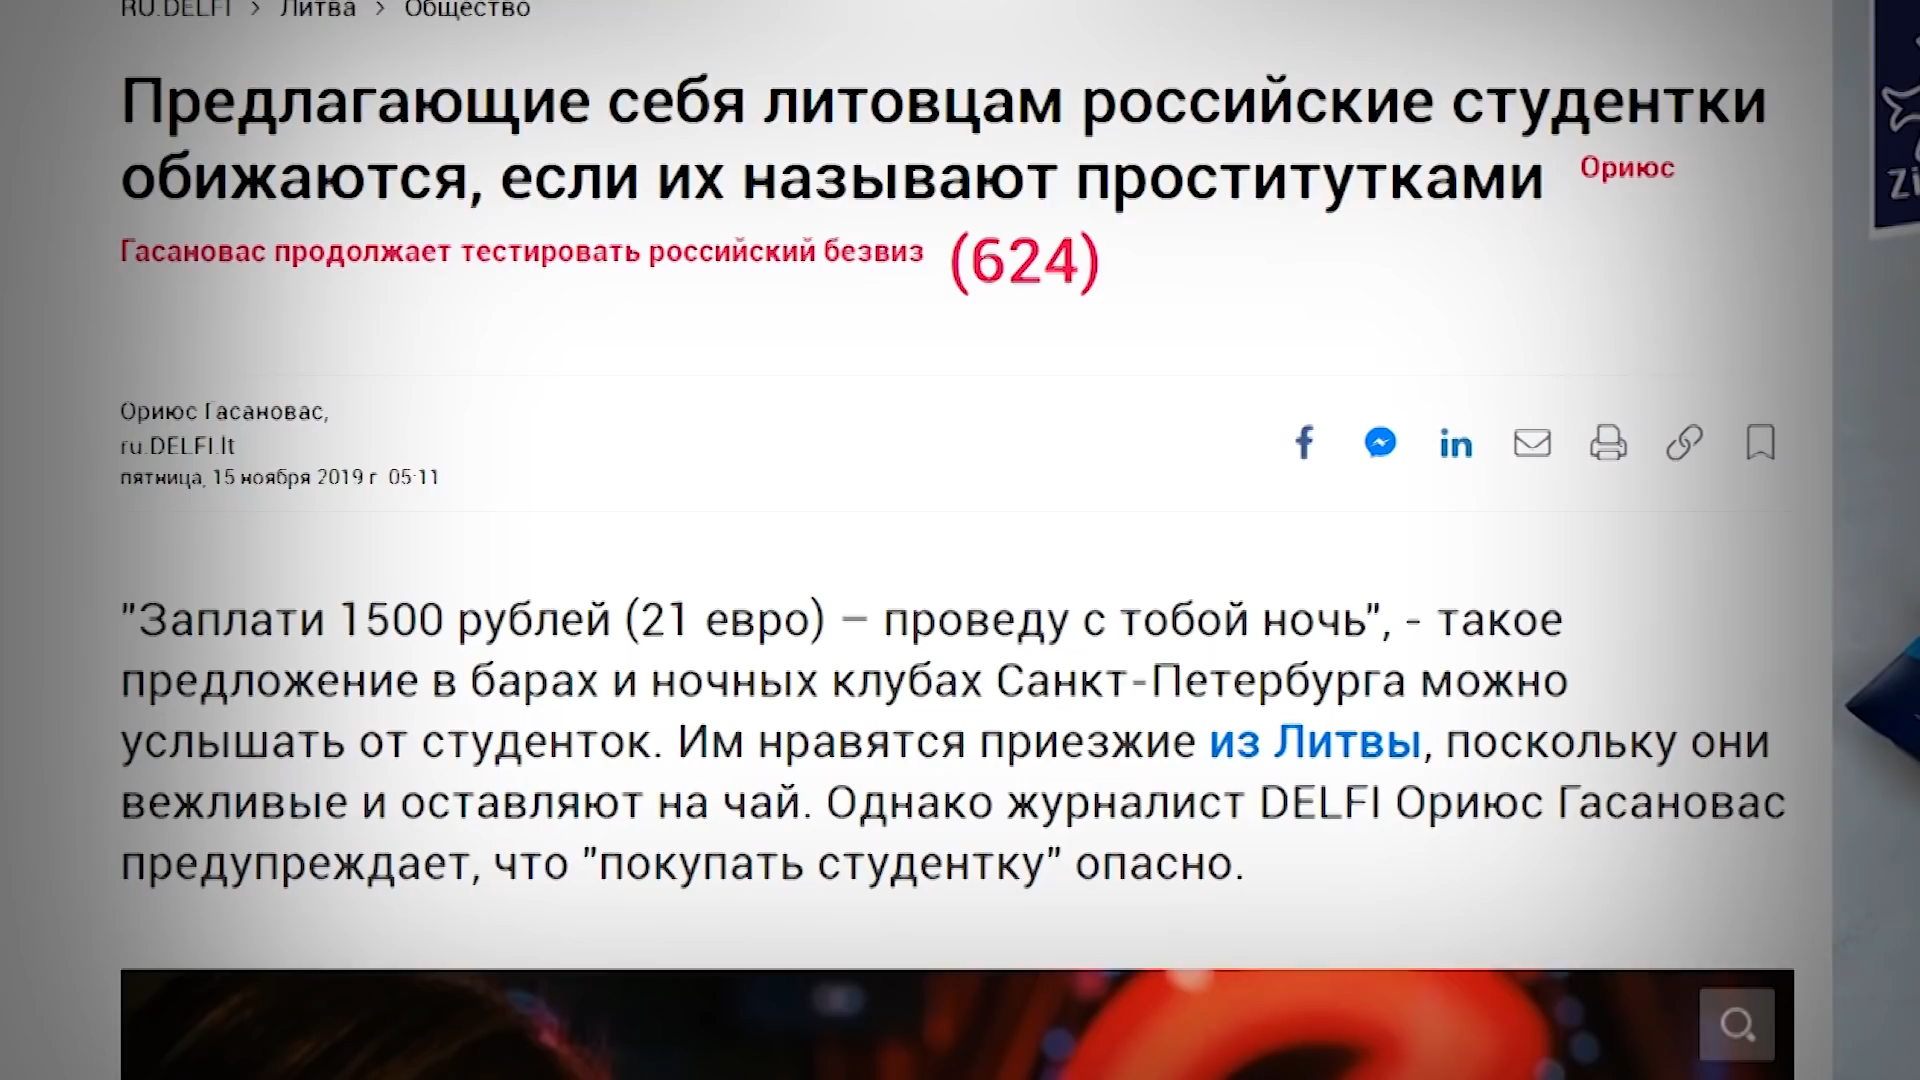 RU.DELFI > Литва > Общество
Предлагающие себя литовцам российские студентки
обижаются, если их называют проститутками Ориюс
Гасановас продолжает тестировать российский безвиз (624)
Ориюс Гасановас,
ru.DELFI.lt
пятница, 15 ноября 2019 г. 05:11
"Заплати 1500 рублей (21 евро) – проведу с тобой ночь", - такое
предложение в барах и ночных клубах Санкт-Петербурга можно
услышать от студенток. Им нравятся приезжие из Литвы, поскольку они
вежливые и оставляют на чай. Однако журналист DELFI Ориюс Гасановас
предупреждает, что "покупать студентку" опасно.